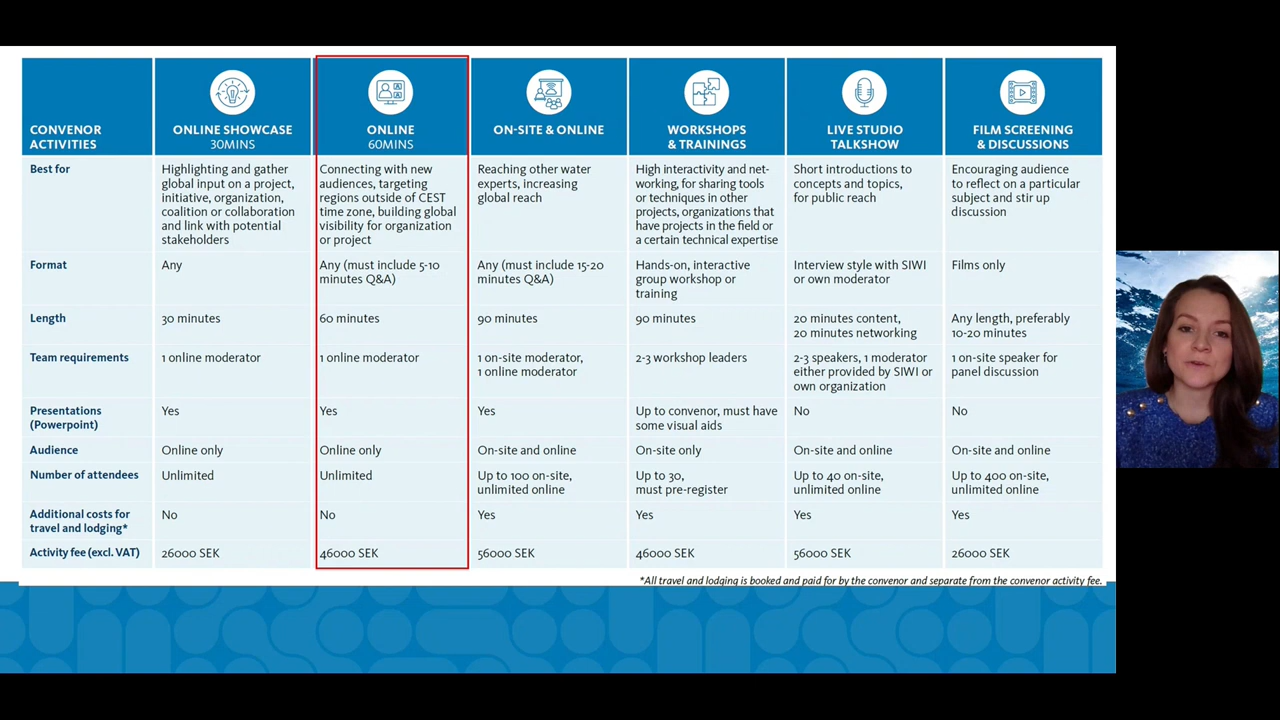 CONVENOR
ACTIVITIES
ONLINE SHOWCASE
30MINS
ONLINE
60MINS
ON-SITE & ONLINE
WORKSHOPS
& TRAININGS
LIVE STUDIO
TALKSHOW
FILM SCREENING
& DISCUSSIONS
Best for
Highlighting and gather
global input on a project,
initiative, organization,
coalition or collaboration
and link with potential
stakeholders
Connecting with new
audiences, targeting
regions outside of CEST
time zone, building global
visibility for organization
or project
Reaching other water
experts, increasing
global reach
High interactivity and net-
working, for sharing tools
or techniques in other
projects, organizations that
have projects in the field or
a certain technical expertise
Short introductions to
concepts and topics,
for public reach
Encouraging audience
to reflect on a particular
subject and stir up
discussion
Format
Any
Any (must include 5-10
minutes Q&A)
Any (must include 15-20
minutes Q&A)
Hands-on, interactive
group workshop or
training
Interview style with SIWI
or own moderator
Films only
Length
30 minutes
60 minutes
90 minutes
90 minutes
20 minutes content,
20 minutes networking
Any length, preferably
10-20 minutes
Team requirements
1 online moderator
1 online moderator
1 on-site moderator,
1 online moderator
2-3 workshop leaders
2-3 speakers, 1 moderator
either provided by SIWI or
own organization
1 on-site speaker for
panel discussion
Presentations
(Powerpoint)
Yes
Yes
Yes
Up to convenor, must have
some visual aids
No
No
Audience
Online only
Online only
On-site and online
On-site only
On-site and online
On-site and online
Number of attendees
Unlimited
Unlimited
Up to 100 on-site,
unlimited online
Up to 30,
must pre-register
Up to 40 on-site,
unlimited online
Up to 400 on-site,
unlimited online
Additional costs for
travel and lodging*
No
No
Yes
Yes
Yes
Yes
Activity fee (excl. VAT)
26000 SEK
46000 SEK
56000 SEK
46000 SEK
56000 SEK
26000 SEK
*All travel and lodging is booked and paid for by the convenor and separate from the convenor activity fee.